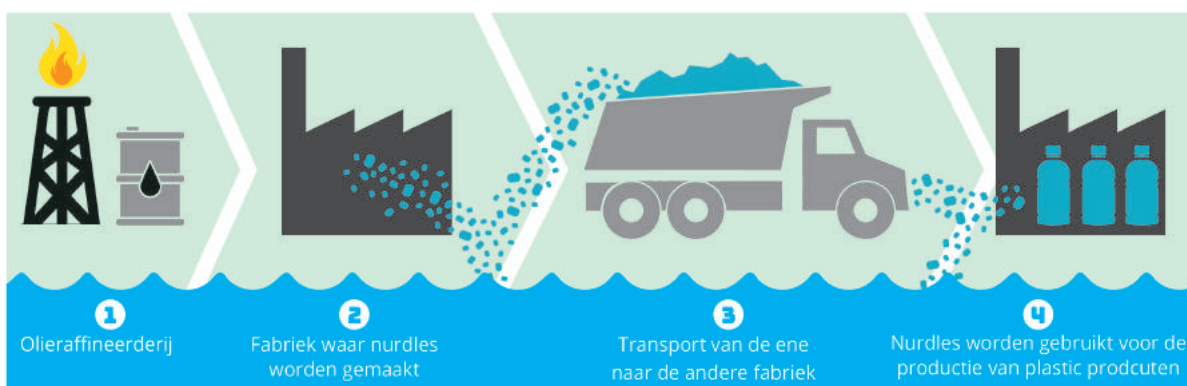 1
Olieraffineerderij
2
Fabriek waar nurdles
worden gemaakt
3
Transport van de ene
naar de andere fabriek
4
Nurdles worden gebruikt voor de
productie van plastic prodcuten